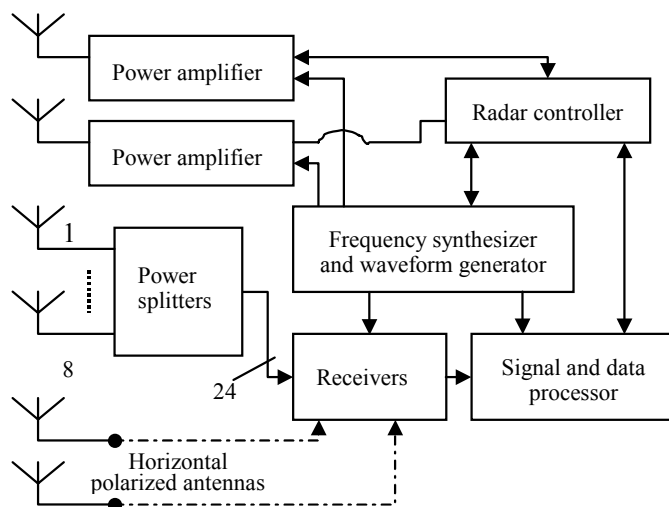 Power amplifier
Radar controller
Power amplifier
1
Frequency synthesizer
and waveform generator
Power
splitters
8
24
Receivers
Signal and data
processor
Horizontal
polarized antennas